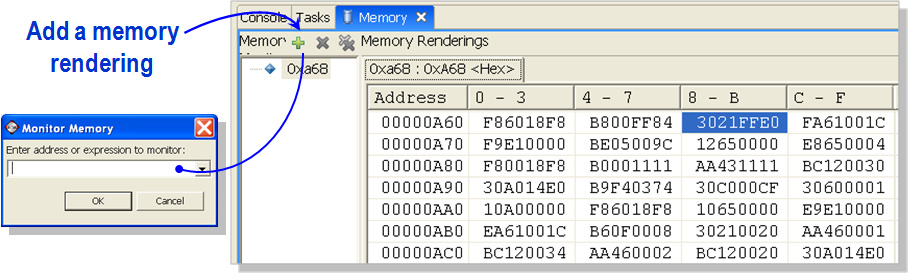 Add a memory
rendering
Monitor Memory
Enter address or expression to monitor:
OK Cancel
Console Tasks Memory
Memory Memory Renderings
0xa68 0xa68 : 0xA68 <Hex>
Address 0 - 3 4 - 7 8 - B C - F
00000A60 F86018F8 B800FF84 3021FFE0 FA61001C
00000A70 F9E10000 BE05009C 12650000 E8650004
00000A80 F80018F8 B0001111 AA431111 BC120030
00000A90 30A014E0 B9F40374 30C000CF 30600001
00000AA0 10A00000 F86018F8 10650000 E9E10000
00000AB0 EA61001C B60F0008 30210020 AA460001
00000AC0 BC120034 AA460002 BC120020 30A014E0